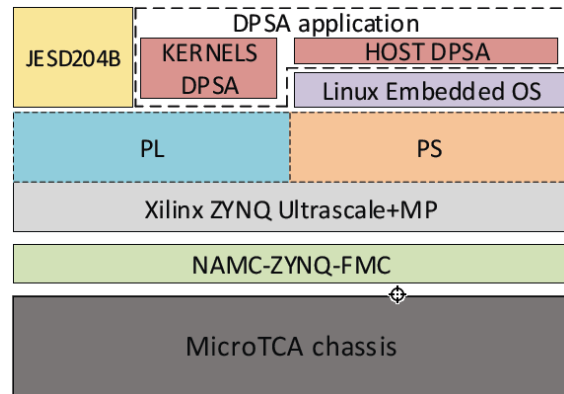 DPSA application
JESD204B
KERNELS
DPSA
HOST DPSA
Linux Embedded OS
PL
PS
Xilinx ZYNQ Ultrascale+MP
NAMC-ZYNQ-FMC
MicroTCA chassis